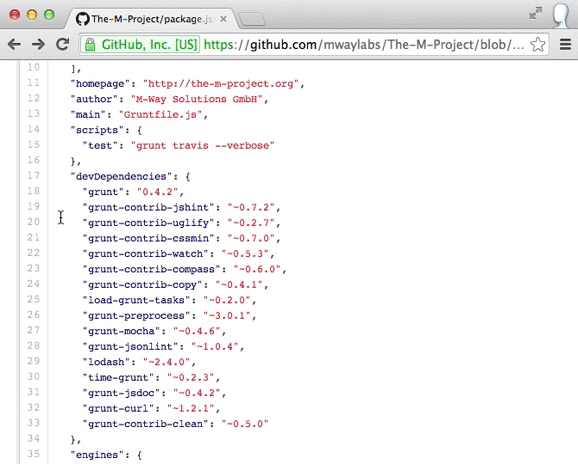 The-M-Project/package.js
GitHub, Inc. [US] https://github.com/mwaylabs/The-M-Project/blob/...
10 ],
11 "homepage": "http://the-m-project.org",
12 "author": "M-Way Solutions GmbH",
13 "main": "Gruntfile.js",
14 "scripts": {
15 "test": "grunt travis --verbose"
16 },
17 "devDependencies": {
18 "grunt": "0.4.2",
19 "grunt-contrib-jshint": "~0.7.2",
20 "grunt-contrib-uglify": "~0.2.7",
21 "grunt-contrib-cssmin": "~0.7.0",
22 "grunt-contrib-watch": "~0.5.3",
23 "grunt-contrib-compass": "~0.6.0",
24 "grunt-contrib-copy": "~0.4.1",
25 "load-grunt-tasks": "~0.2.0",
26 "grunt-preprocess": "~3.0.1",
27 "grunt-mocha": "~0.4.6",
28 "grunt-jsonlint": "~1.0.4",
29 "lodash": "~2.4.0",
30 "time-grunt": "~0.2.3",
31 "grunt-jsdoc": "~0.4.2",
32 "grunt-curl": "~1.2.1",
33 "grunt-contrib-clean": "~0.5.0"
34 },
35 "engines": {